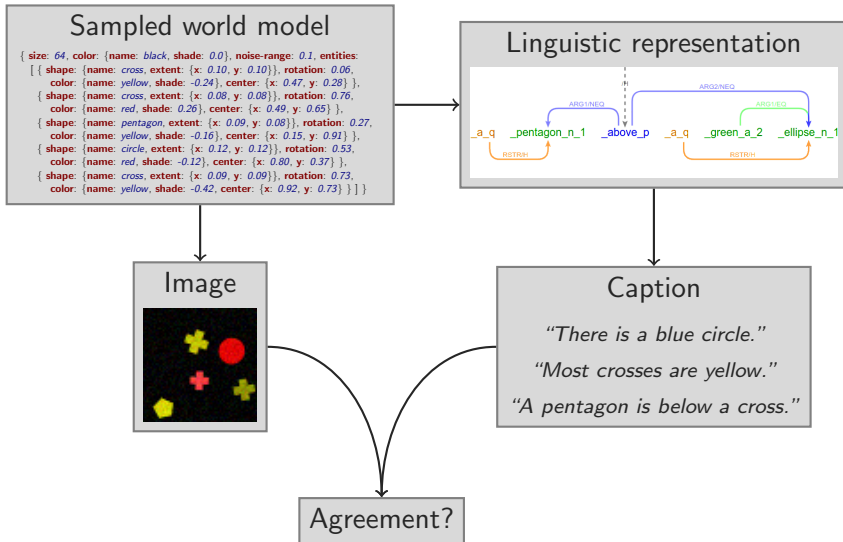 Sampled world model
{ size: 64, color: {name: black, shade: 0.0}, noise-range: 0.1, entities:
[ { shape: {name: cross, extent: {x: 0.10, y: 0.10}}, rotation: 0.06,
color: {name: yellow, shade: -0.24}, center: {x: 0.47, y: 0.28} },
{ shape: {name: cross, extent: {x: 0.08, y: 0.08}}, rotation: 0.76,
color: {name: red, shade: 0.26}, center: {x: 0.49, y: 0.65} },
{ shape: {name: pentagon, extent: {x: 0.09, y: 0.08}}, rotation: 0.27,
color: {name: yellow, shade: -0.16}, center: {x: 0.15, y: 0.91} },
{ shape: {name: circle, extent: {x: 0.12, y: 0.12}}, rotation: 0.53,
color: {name: red, shade: -0.12}, center: {x: 0.80, y: 0.37} },
{ shape: {name: cross, extent: {x: 0.09, y: 0.09}}, rotation: 0.73,
color: {name: yellow, shade: -0.42, center: {x: 0.92, y: 0.73} } ] }
Linguistic representation
ARG2/NEQ
ARG1/NEQ
ARG1/EQ
_a_q _pentagon_n_1 _above_p _a_q _green_a_2 _ellipse_n_1
RSTR/H RSTR/H
Image
Caption
“There is a blue circle.”
“Most crosses are yellow.”
“A pentagon is below a cross.”
Agreement?